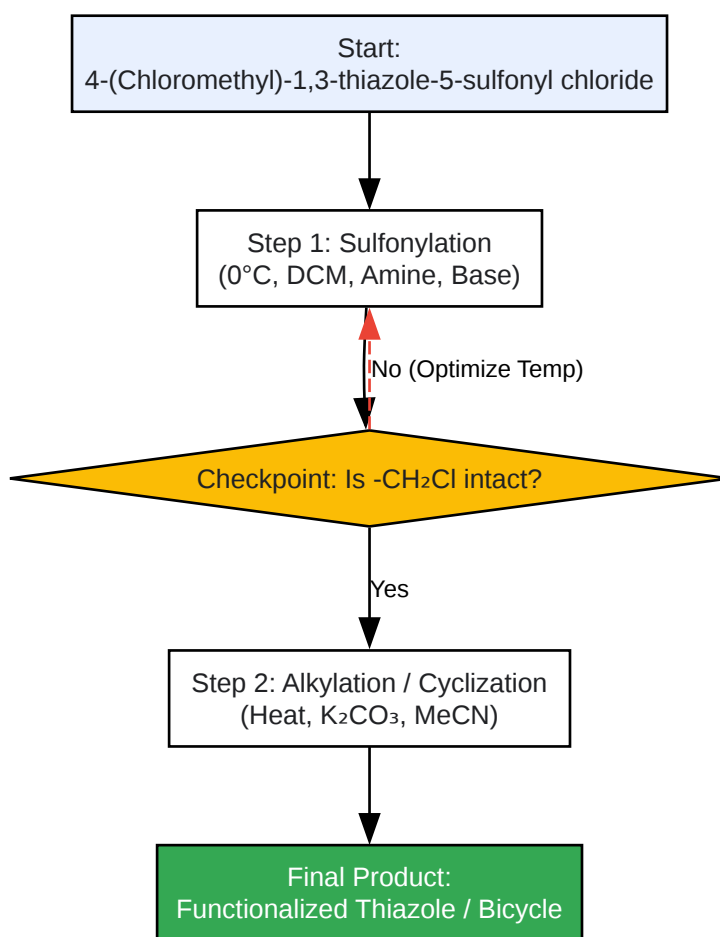 Start:
4-(Chloromethyl)-1,3-thiazole-5-sulfonyl chloride
Step 1: Sulfonylation
(0°C, DCM, Amine, Base)
No (Optimize Temp)
Checkpoint: Is -CH₂Cl intact?
Yes
Step 2: Alkylation / Cyclization
(Heat, K₂CO₃, MeCN)
Final Product:
Functionalized Thiazole / Bicycle